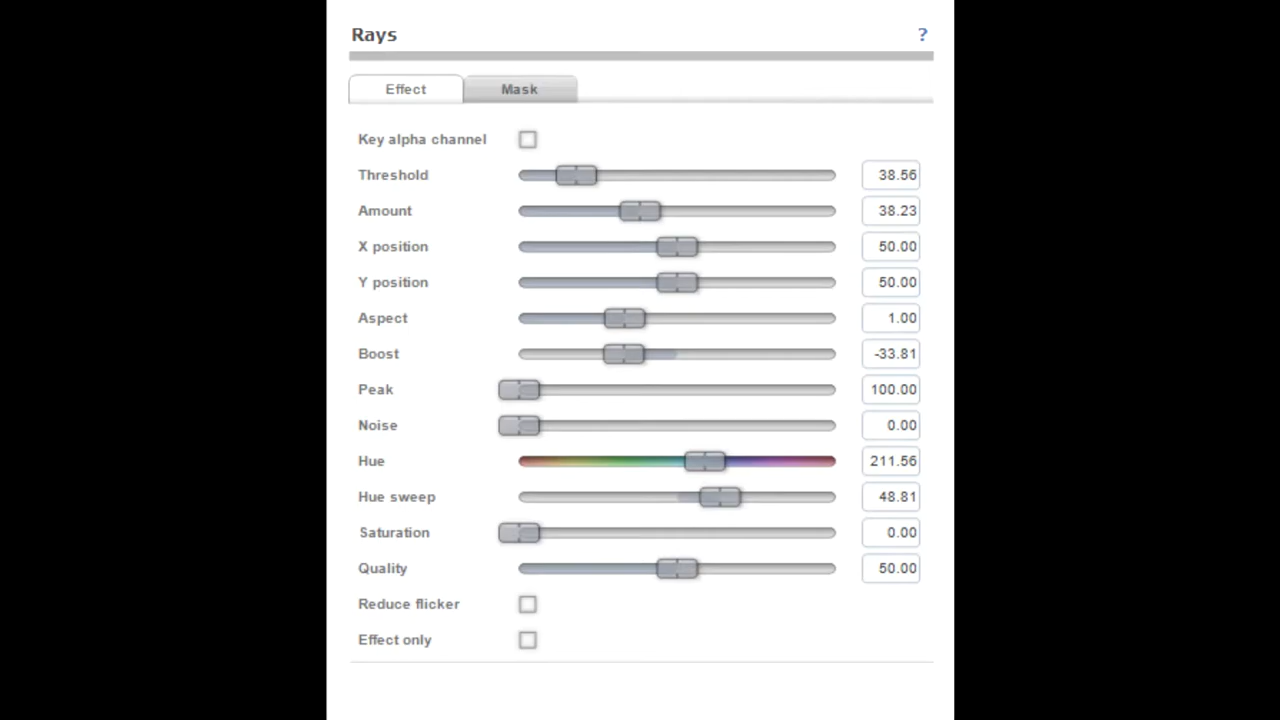 Rays ?
Effect Mask
Key alpha channel
Threshold 38.56
Amount 38.23
X position 50.00
Y position 50.00
Aspect 1.00
Boost -33.81
Peak 100.00
Noise 0.00
Hue 211.56
Hue sweep 48.81
Saturation 0.00
Quality 50.00
Reduce flicker
Effect only